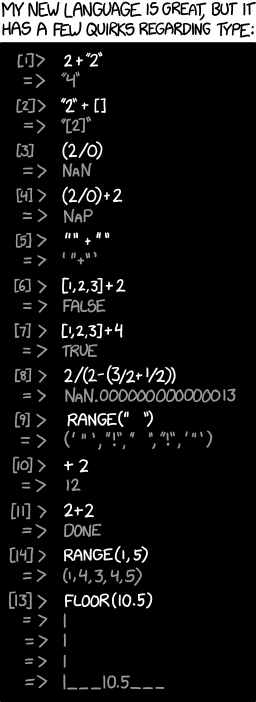 MY NEW LANGUAGE IS GREAT, BUT IT
HAS A FEW QUIRKS REGARDING TYPE:
[1]> 2+"2"
=> "4"
[2]> "2" + []
=> "[2]"
[3] (2/0)
=> NAN
[4]> (2/0)+2
=> NAP
[5]> "" + ""
=> ' "+" '
[6]> [1,2,3]+2
=> FALSE
[7]> [1,2,3]+4
=> TRUE
[8]> 2/(2-(3/2+1/2))
=> NAN.000000000000013
[9]> RANGE(" ")
=> (' " ',"!"," ","!",' " ')
[10]> + 2
=> 12
[11]> 2+2
=> DONE
[14]> RANGE(1,5)
=> (1,4,3,4,5)
[13]> FLOOR(10.5)
=> |
=> |
=> |
=> |___10.5___